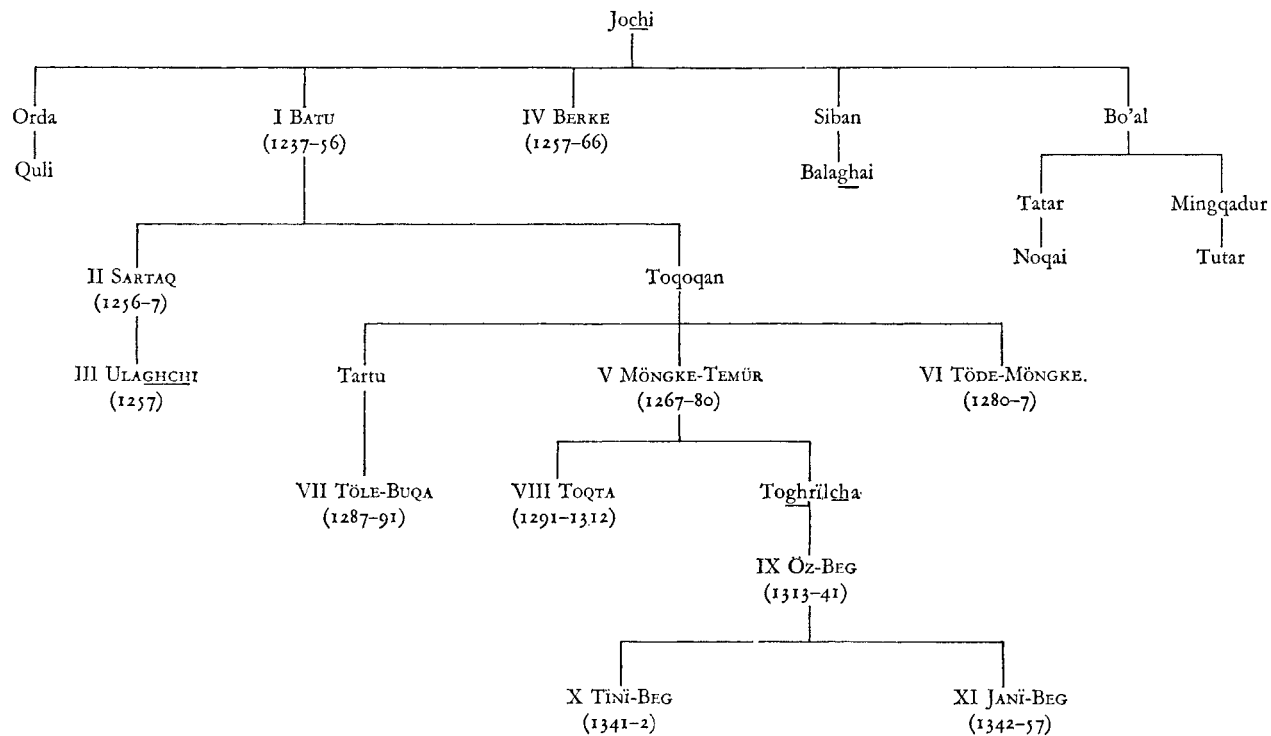 Jochi
Orda
I BATU
(1237–56)
IV BERKE
(1257–66)
Siban
Bo'al
Quli
Balaghai
Tatar
Mingqadur
Noqai
Tutar
II SARTAQ
(1256–7)
Toqoqan
III ULAGHCHI
(1257)
Tartu
V MÖNGKE-TEMÜR
(1267–80)
VI TÖDE-MÖNGKE.
(1280–7)
VII TÖLE-BUQA
(1287–91)
VIII TOQTA
(1291–1312)
Toghrïlcha
IX ÖZ-BEG
(1313–41)
X TÏNÏ-BEG
(1341–2)
XI JANÏ-BEG
(1342–57)